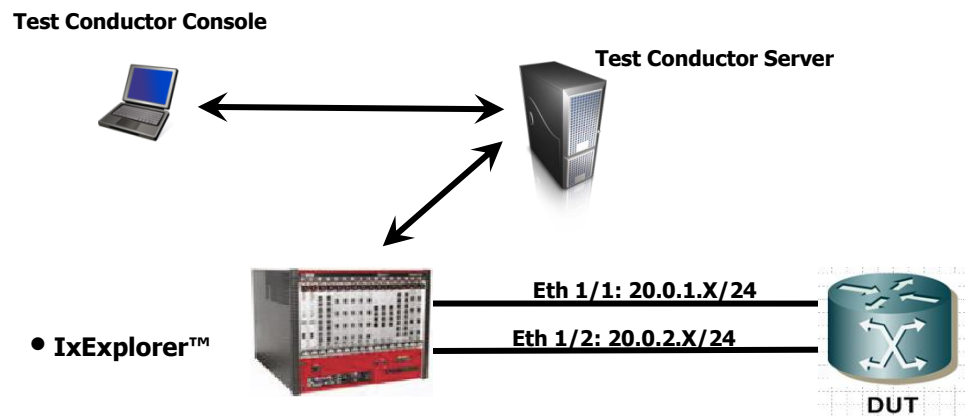 Test Conductor Console
Test Conductor Server
Eth 1/1: 20.0.1.X/24
Eth 1/2: 20.0.2.X/24
• IxExplorer™
DUT